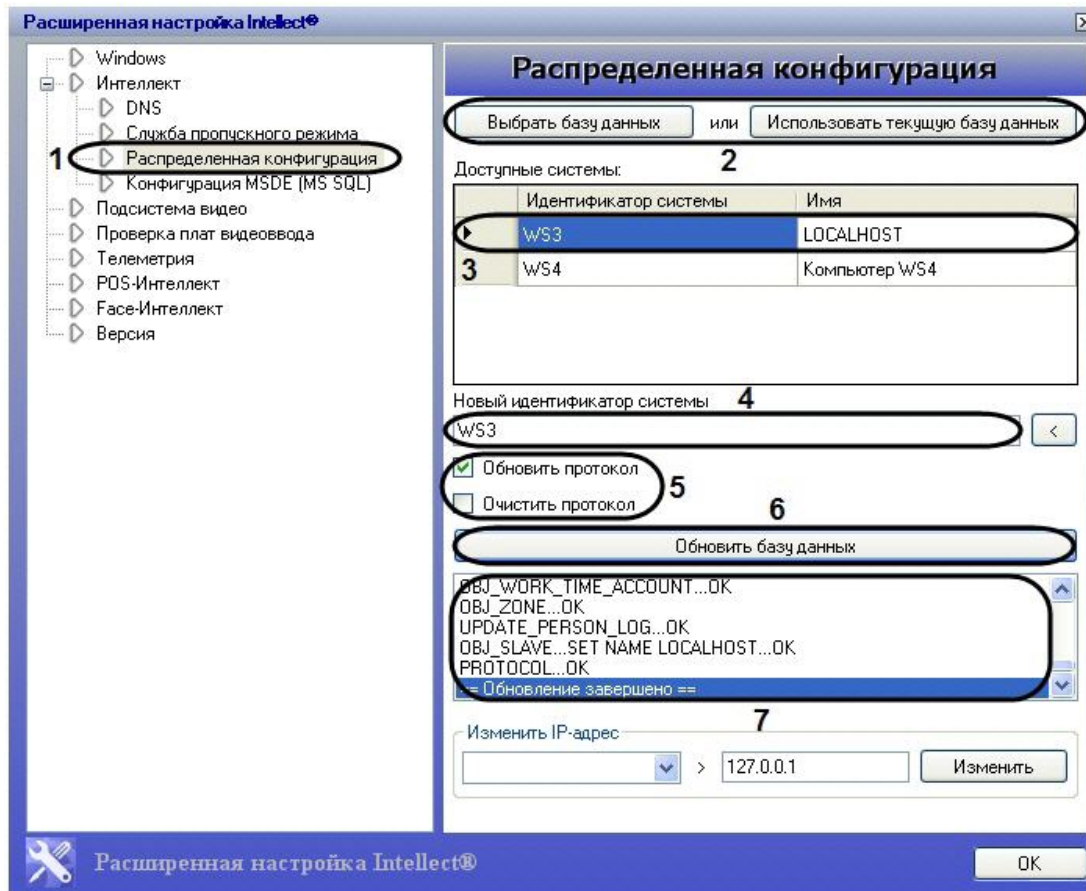 Расширенная настройка Intellect®
Windows
Интеллект
DNS
Служба пропускного режима
1
Распределенная конфигурация
Конфигурация MSDE (MS SQL)
Подсистема видео
Проверка плат видеоввода
Телеметрия
POS-Интеллект
Face-Интеллект
Версия
Распределенная конфигурация
Выбрать базу данных или Использовать текущую базу данных
2
Доступные системы:
Идентификатор системы Имя
WS3 LOCALHOST
3 WS4 Компьютер WS4
Новый идентификатор системы 4
WS3 <
Обновить протокол
5
Очистить протокол
6
Обновить базу данных
OBJ_WORK_TIME_ACCOUNT...OK
OBJ_ZONE...OK
UPDATE_PERSON_LOG...OK
OBJ_SLAVE...SET NAME LOCALHOST...OK
PROTOCOL...OK
== Обновление завершено ==
7
Изменить IP-адрес
> 127.0.0.1 Изменить
Расширенная настройка Intellect®
OK